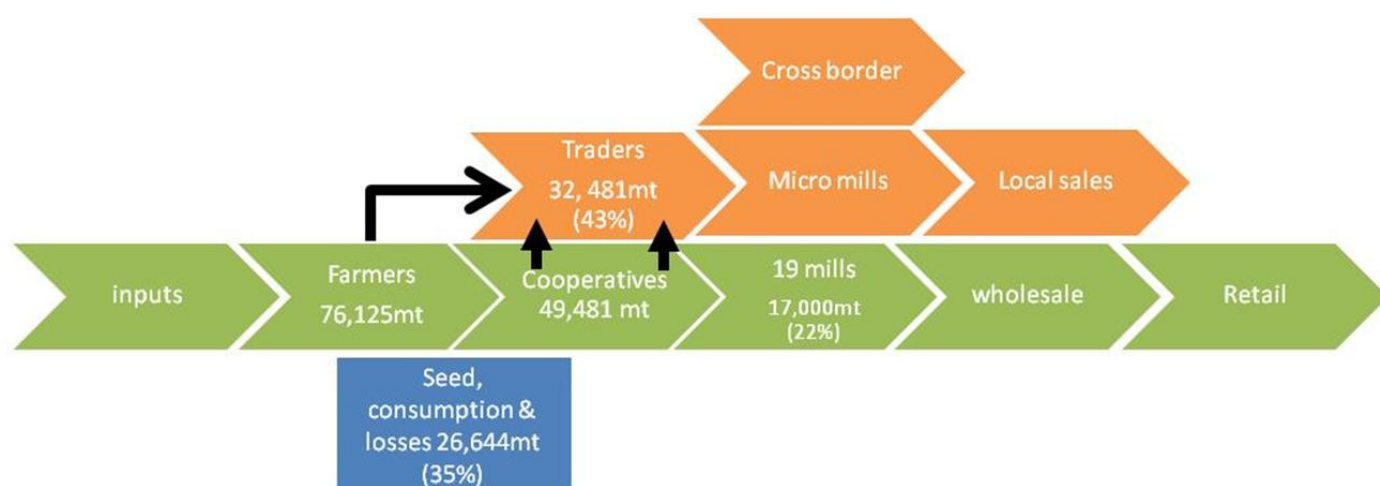 Cross border
Traders
32, 481mt
(43%)
Micro mills
Local sales
inputs
Farmers
76,125mt
Cooperatives
49,481 mt
19 mills
17,000mt
(22%)
wholesale
Retail
Seed,
consumption &
losses 26,644mt
(35%)